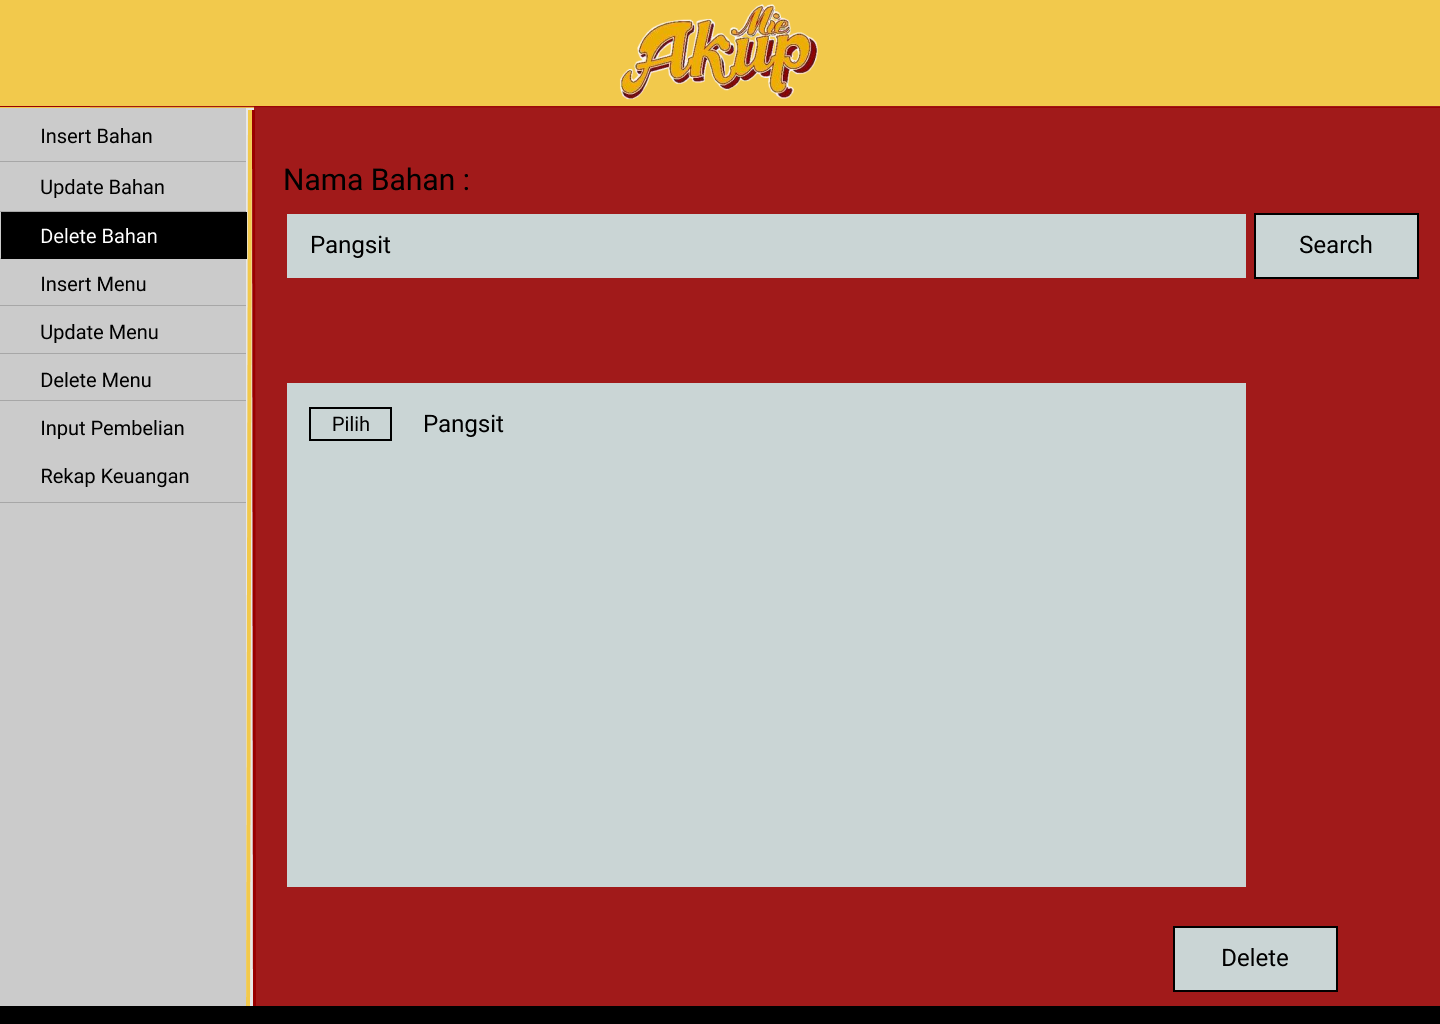 Mie
Akup
Insert Bahan
Update Bahan
Delete Bahan
Insert Menu
Update Menu
Delete Menu
Input Pembelian
Rekap Keuangan
Nama Bahan :
Pangsit
Search
Pilih Pangsit
Delete